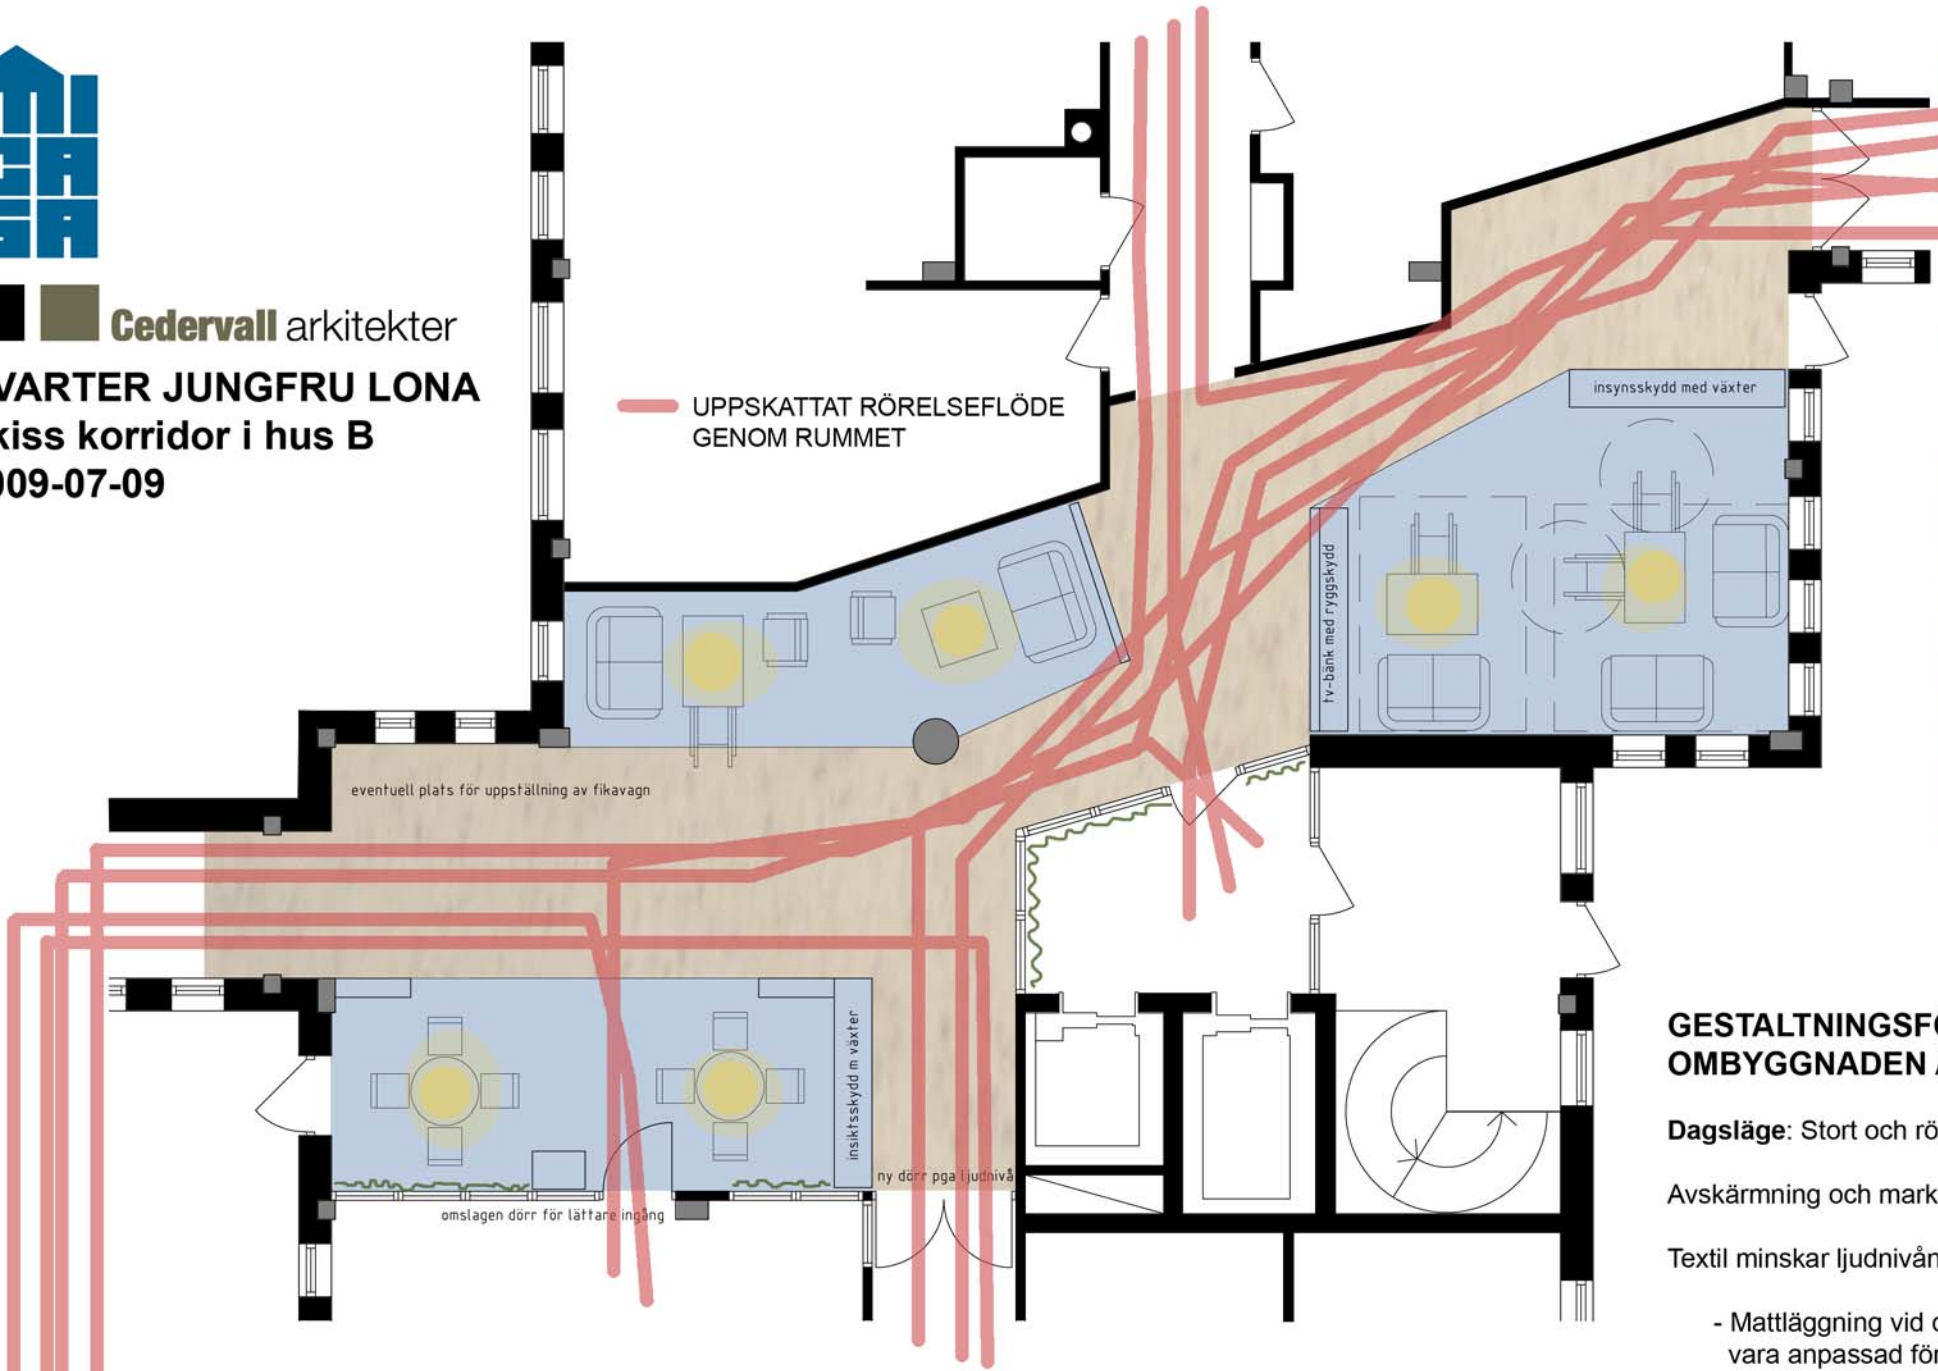 Cedervall arkitekter
VARTER JUNGFRU LONA
kiss korridor i hus B
009-07-09
UPPSKATTAT RÖRELSEFLÖDE
GENOM RUMMET
insynsskydd med växter
tv-bänk med ryggskydd
eventuell plats för uppställning av fikavagn
insiktsskydd m växter
ny dörr pga ljudnivå
omslagen dörr för lättare ingång
GESTALTNINGSF
OMBYGGNADEN
Dagsläge: Stort och rö
Avskärmning och mark
Textil minskar ljudnivån
- Mattläggning vid
vara anpassad för